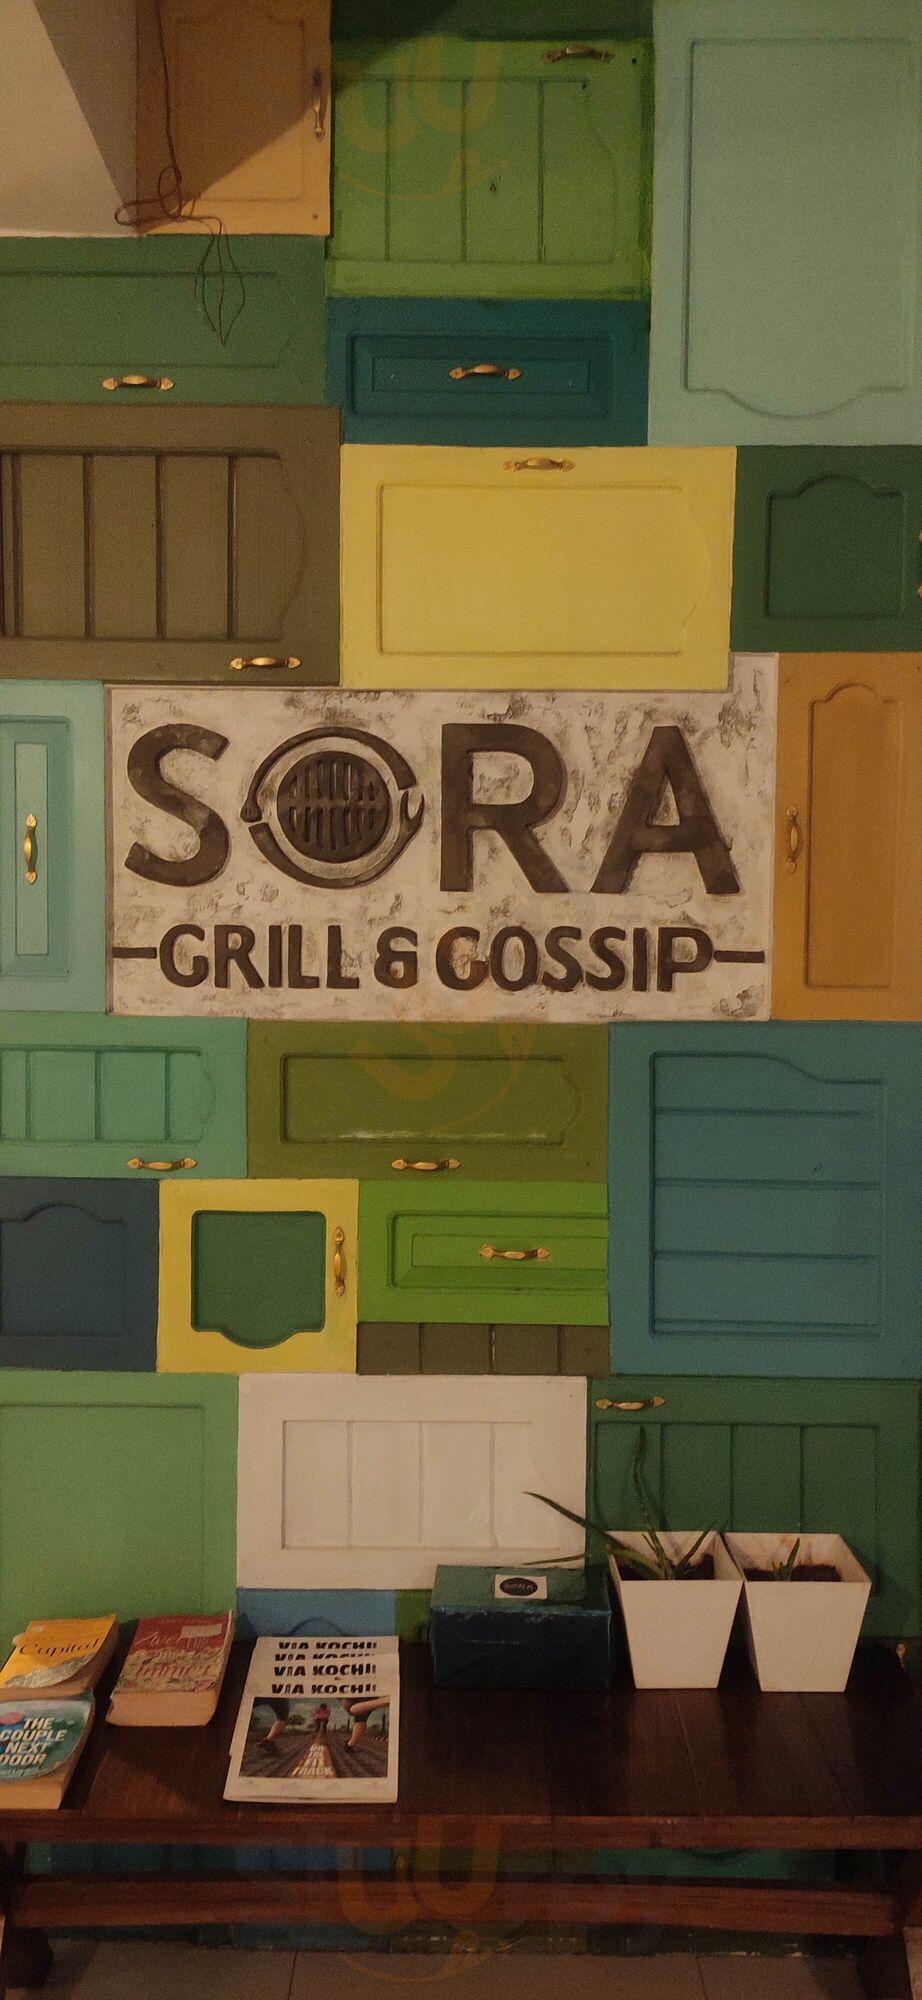 SORA
GRILL & GOSSIP
SORA
Capital
THE
COUPLE
NEXT
DOOR
VIA KOCHI
VIA KOCHI
VIA KOCHI